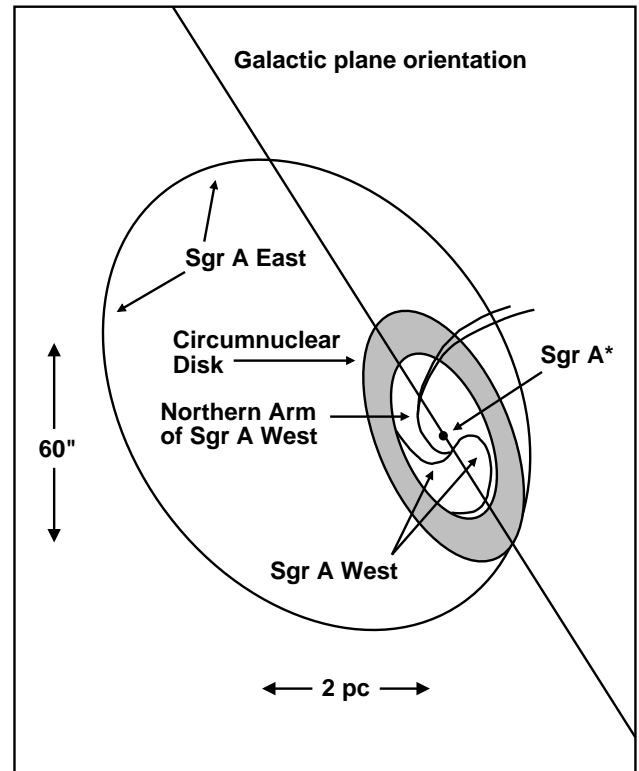 Galactic plane orientation
Sgr A East
Circumnuclear
Disk
Sgr A*
Northern Arm
of Sgr A West
60"
Sgr A West
2 pc